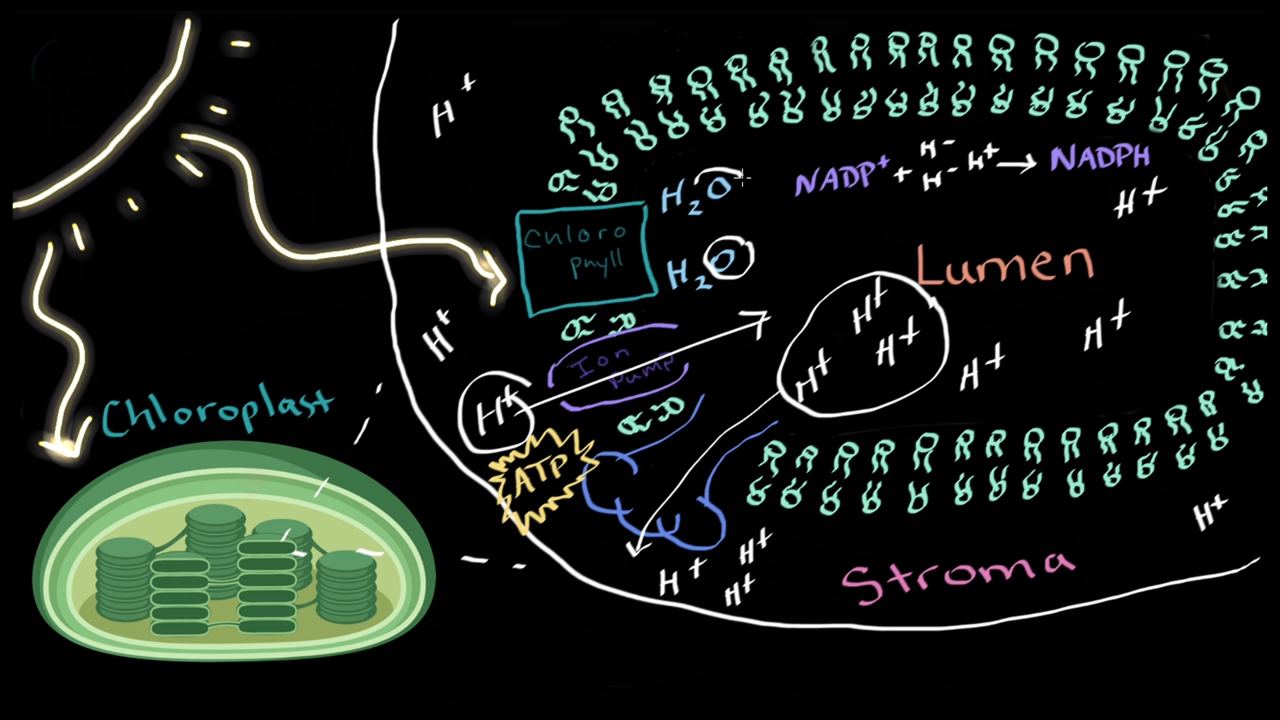 H+
H2O
NADP+ + H- H- H+ → NADPH
H+
Chloro
phyll
H2O
Lumen
H+
H+
H+
H+
H+
H+
H+
Ion
pump
H+
Chloroplast
ATP
H+
H+
H+
H+
Stroma